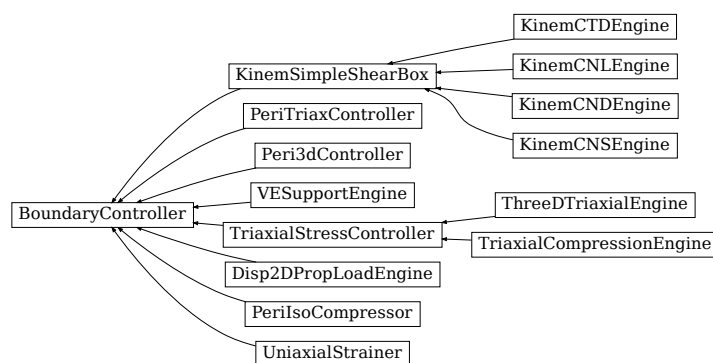 KinemCTDEngine
KinemSimpleShearBox
KinemCNLEngine
KinemCNDEngine
PeriTriaxController
KinemCNSEngine
Peri3dController
VESupportEngine
ThreeDTriaxialEngine
BoundaryController
TriaxialStressController
TriaxialCompressionEngine
Disp2DPropLoadEngine
PeriIsoCompressor
UniaxialStrainer